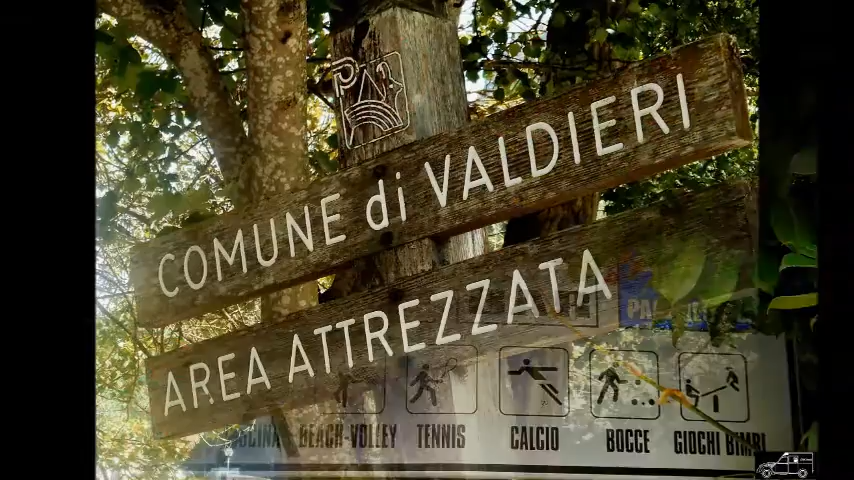 COMUNE di VALDIERI
AREA ATTREZZATA
BEACH-VOLLEY TENNIS CALCIO BOCCE GIOCHI BIMBI